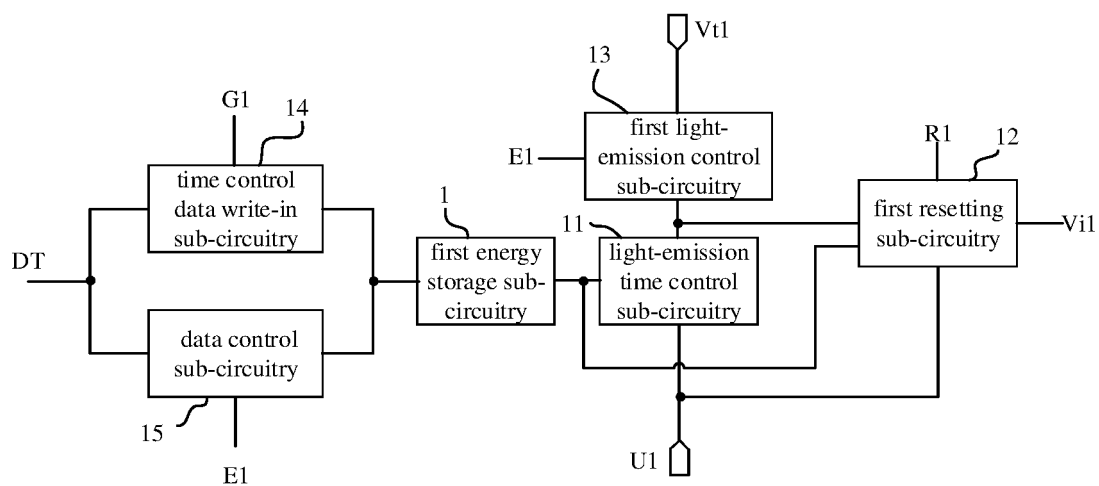 Vt1
13
G1
14
first light-
emission control
sub-circuitry
E1
R1
12
time control
data write-in
sub-circuitry
1
11
first resetting
sub-circuitry
Vi1
DT
first energy
storage sub-
circuitry
light-emission
time control
sub-circuitry
data control
sub-circuitry
15
E1
U1